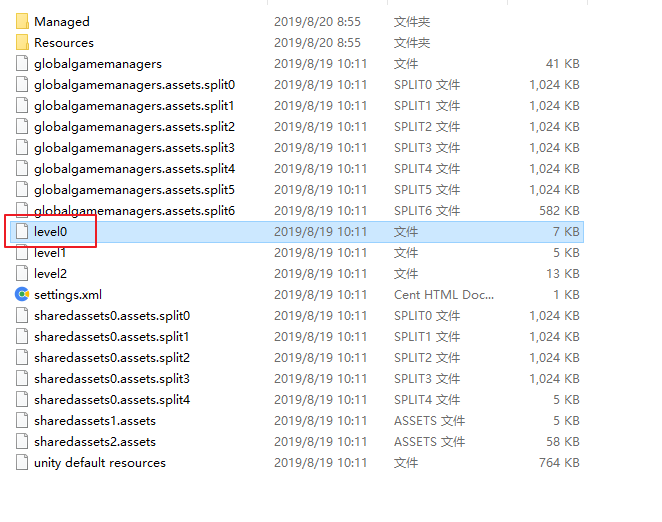 Managed 2019/8/20 8:55 文件夹
Resources 2019/8/20 8:55 文件夹
globalgamemanagers 2019/8/19 10:11 文件 41 KB
globalgamemanagers.assets.split0 2019/8/19 10:11 SPLIT0 文件 1,024 KB
globalgamemanagers.assets.split1 2019/8/19 10:11 SPLIT1 文件 1,024 KB
globalgamemanagers.assets.split2 2019/8/19 10:11 SPLIT2 文件 1,024 KB
globalgamemanagers.assets.split3 2019/8/19 10:11 SPLIT3 文件 1,024 KB
globalgamemanagers.assets.split4 2019/8/19 10:11 SPLIT4 文件 1,024 KB
globalgamemanagers.assets.split5 2019/8/19 10:11 SPLIT5 文件 1,024 KB
globalgamemanagers.assets.split6 2019/8/19 10:11 SPLIT6 文件 582 KB
level0 2019/8/19 10:11 文件 7 KB
level1 2019/8/19 10:11 文件 5 KB
level2 2019/8/19 10:11 文件 13 KB
settings.xml 2019/8/19 10:11 Cent HTML Doc... 1 KB
sharedassets0.assets.split0 2019/8/19 10:11 SPLIT0 文件 1,024 KB
sharedassets0.assets.split1 2019/8/19 10:11 SPLIT1 文件 1,024 KB
sharedassets0.assets.split2 2019/8/19 10:11 SPLIT2 文件 1,024 KB
sharedassets0.assets.split3 2019/8/19 10:11 SPLIT3 文件 1,024 KB
sharedassets0.assets.split4 2019/8/19 10:11 SPLIT4 文件 5 KB
sharedassets1.assets 2019/8/19 10:11 ASSETS 文件 5 KB
sharedassets2.assets 2019/8/19 10:11 ASSETS 文件 58 KB
unity default resources 2019/8/19 10:11 文件 764 KB